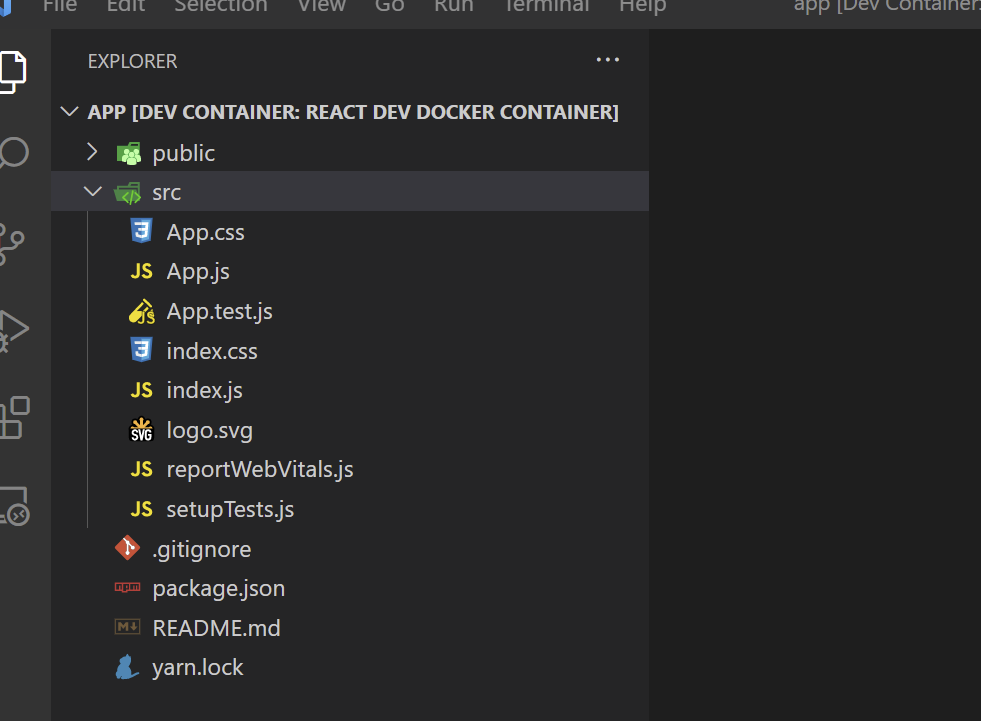 File Edit Selection View Go Run Terminal Help app [Dev Container:
EXPLORER ...
APP [DEV CONTAINER: REACT DEV DOCKER CONTAINER]
public
src
App.css
JS App.js
JS App.test.js
index.css
JS index.js
SVG logo.svg
JS reportWebVitals.js
JS setupTests.js
.gitignore
npm package.json
M README.md
yarn.lock